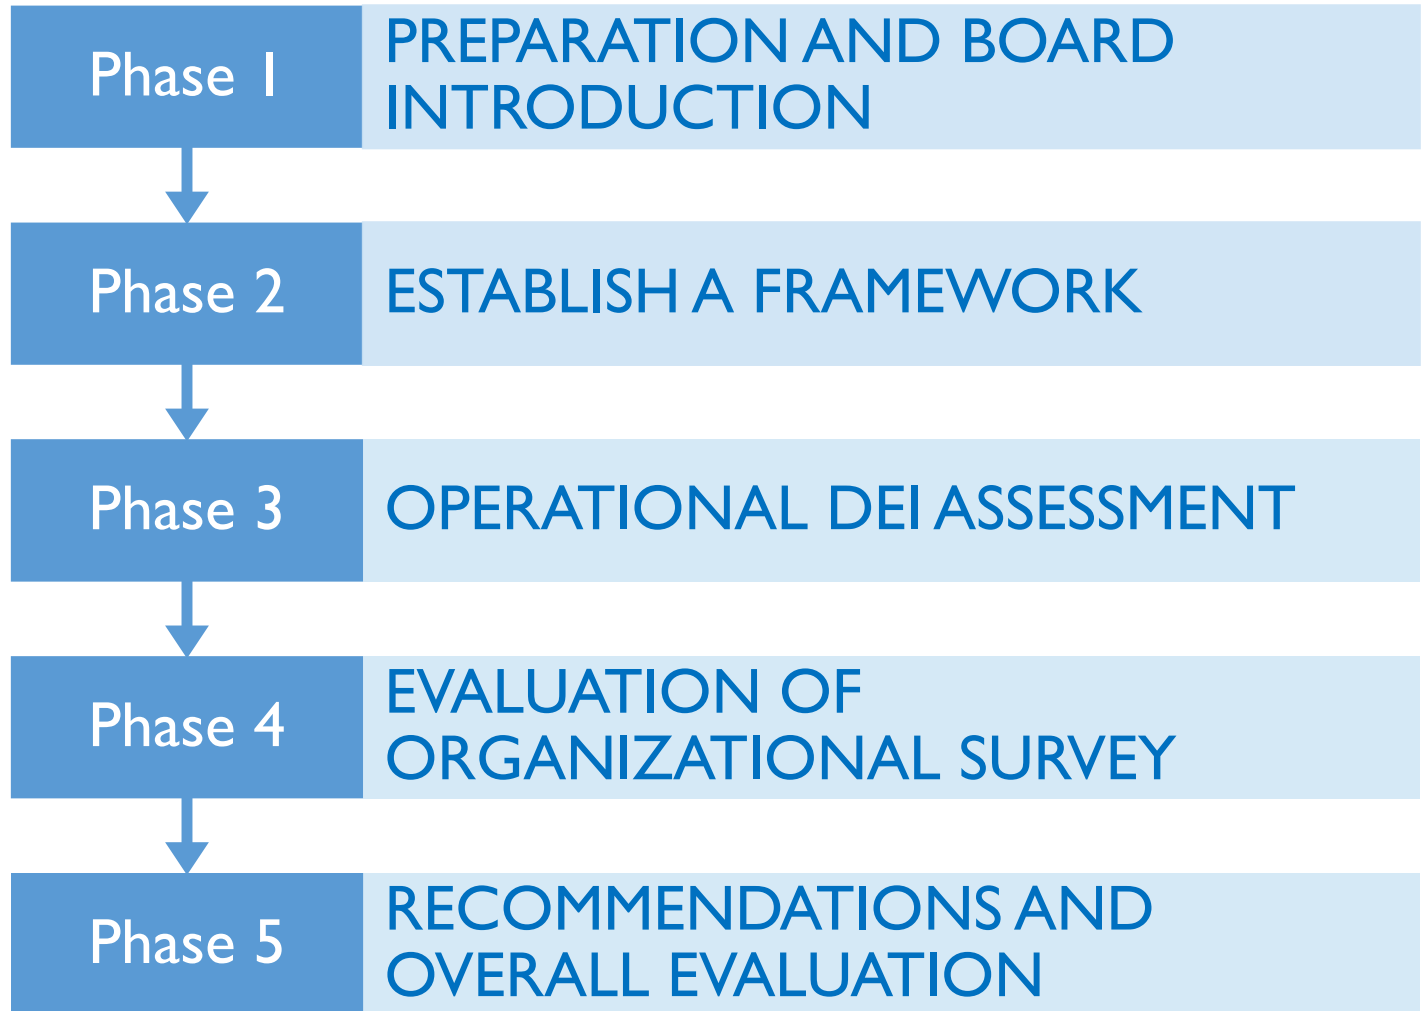 Phase 1
PREPARATION AND BOARD
INTRODUCTION
Phase 2
ESTABLISH A FRAMEWORK
Phase 3
OPERATIONAL DEI ASSESSMENT
Phase 4
EVALUATION OF
ORGANIZATIONAL SURVEY
Phase 5
RECOMMENDATIONS AND
OVERALL EVALUATION